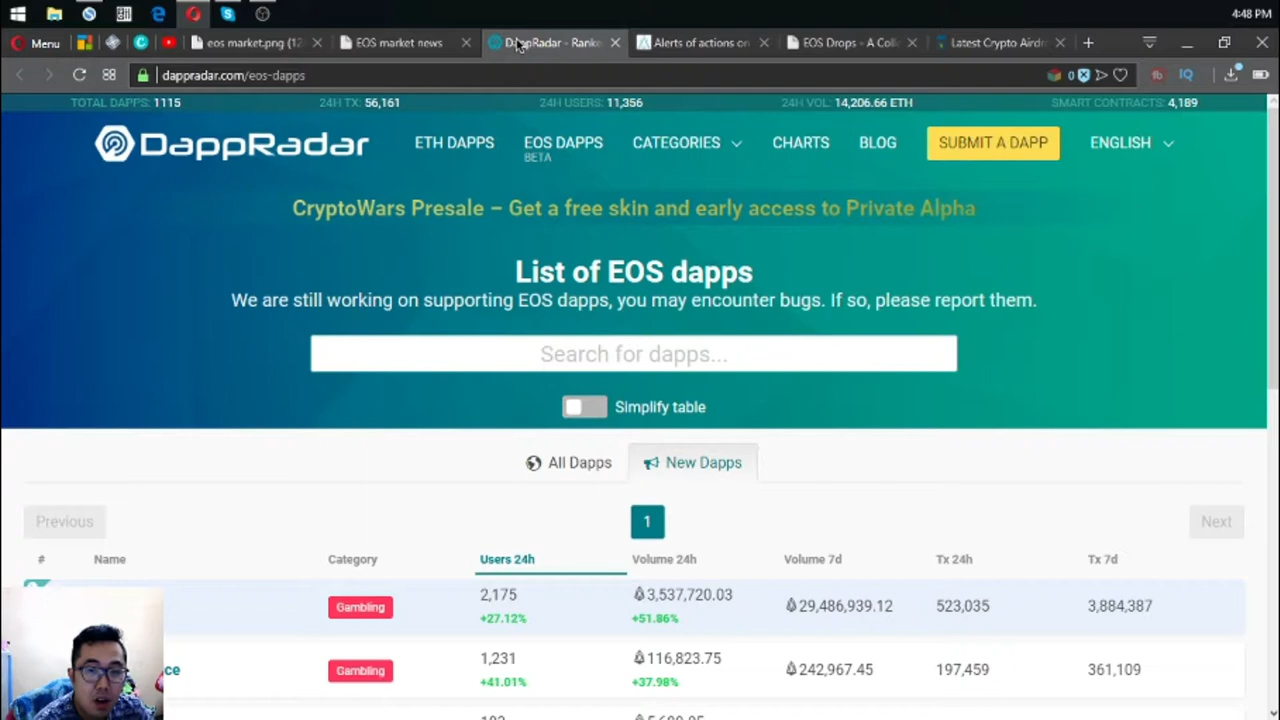 4:48 PM
Menu
eos market.png (12
EOS market news
DappRadar - Ranke
Alerts of actions on
EOS Drops - A Colle
Latest Crypto Airdr
dappradar.com/eos-dapps
0
IQ
TOTAL DAPPS: 1115
24H TX: 56,161
24H USERS: 11,356
24H VOL: 14,206.66 ETH
SMART CONTRACTS: 4,189
DappRadar
ETH DAPPS
EOS DAPPS
BETA
CATEGORIES
CHARTS
BLOG
SUBMIT A DAPP
ENGLISH
CryptoWars Presale – Get a free skin and early access to Private Alpha
List of EOS dapps
We are still working on supporting EOS dapps, you may encounter bugs. If so, please report them.
Search for dapps...
Simplify table
All Dapps
New Dapps
Previous
1
Next
# Name Category Users 24h Volume 24h Volume 7d Tx 24h Tx 7d
Gambling 2,175 3,537,720.03 29,486,939.12 523,035 3,884,387
+27.12% +51.86%
ce Gambling 1,231 116,823.75 242,967.45 197,459 361,109
+41.01% +37.98%